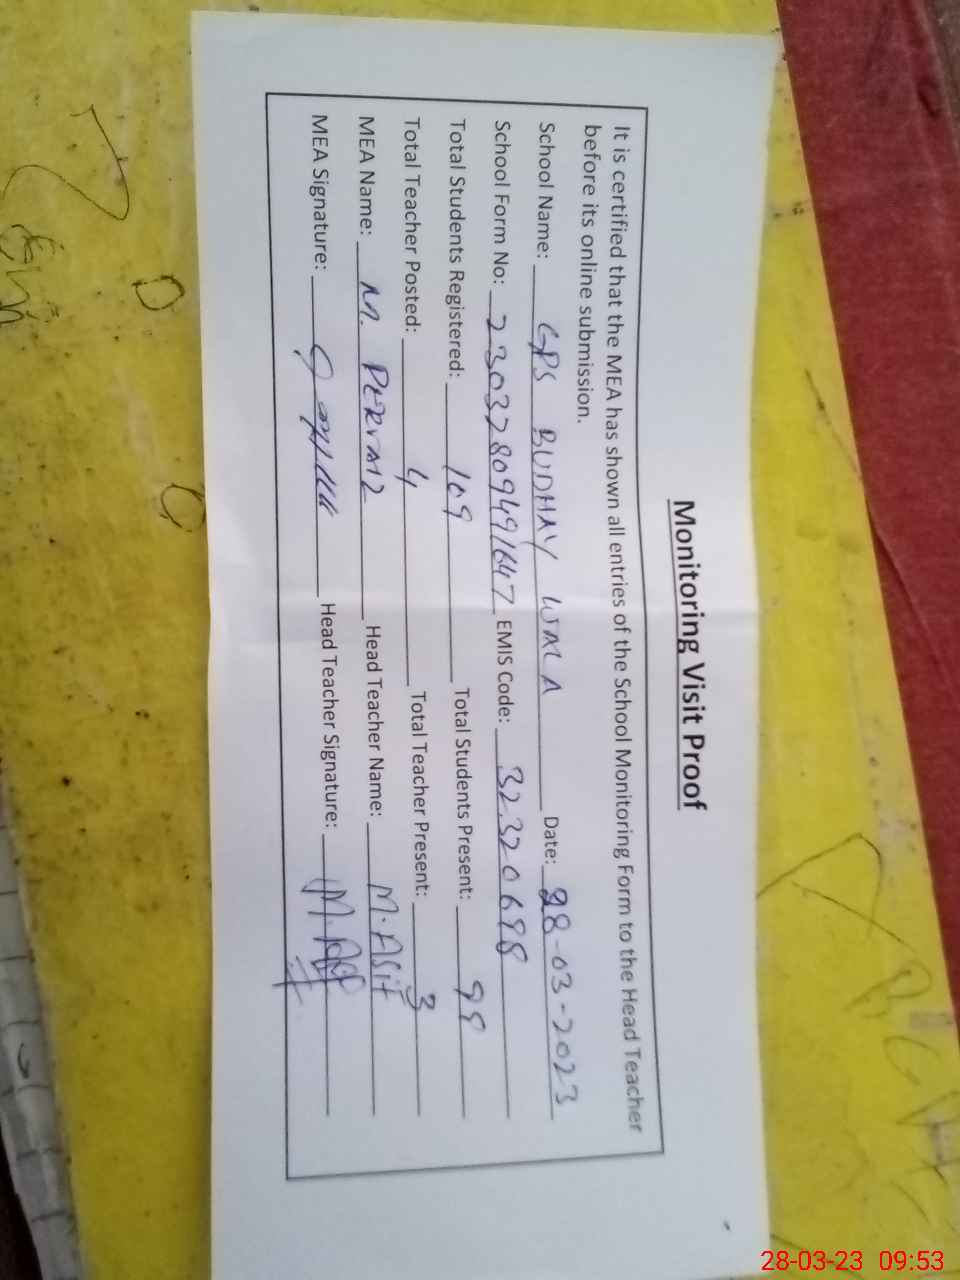 Monitoring Visit Proof
It is certified that the MEA has shown all entries of the School Monitoring Form to the Head Teacher
before its online submission.
School Name: GPS BUDHAY WALA Date: 28-03-2023
School Form No: 23032809491647 EMIS Code: 32320698
Total Students Registered: 109 Total Students Present: 99
Total Teacher Posted: 4 Total Teacher Present: 3
MEA Name: M. PERVAIZ Head Teacher Name: M. ASif
MEA Signature: Head Teacher Signature: M. Asif
28-03-23 09:53